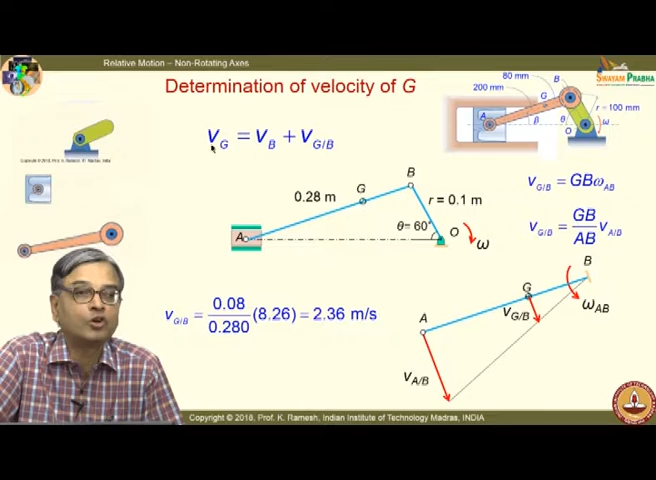 Relative Motion – Non-Rotating Axes
SWAYAM PRABHA
Determination of velocity of G
80 mm
200 mm
B
G
A
β
θ
O
ω
r = 100 mm
v_G = v_B + v_G/B
v_G/B = GBω_AB
v_G/B = GB/AB v_A/B
0.28 m
G
B
r = 0.1 m
A
θ= 60°
O
ω
v_G/B = 0.08/0.280 (8.26) = 2.36 m/s
B
G
A
v_G/B
ω_AB
v_A/B
Copyright © 2018, Prof. K. Ramesh, Indian Institute of Technology Madras, INDIA